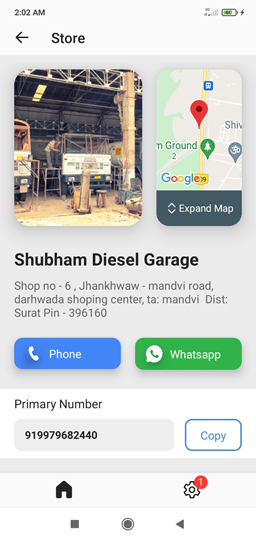 2:02 AM
Store
Shiv
m Ground
2
Google
Expand Map
Shubham Diesel Garage
Shop no - 6 , Jhankhwaw - mandvi road,
darhwada shoping center, ta: mandvi Dist:
Surat Pin - 396160
Phone
Whatsapp
Primary Number
919979682440
Copy
1